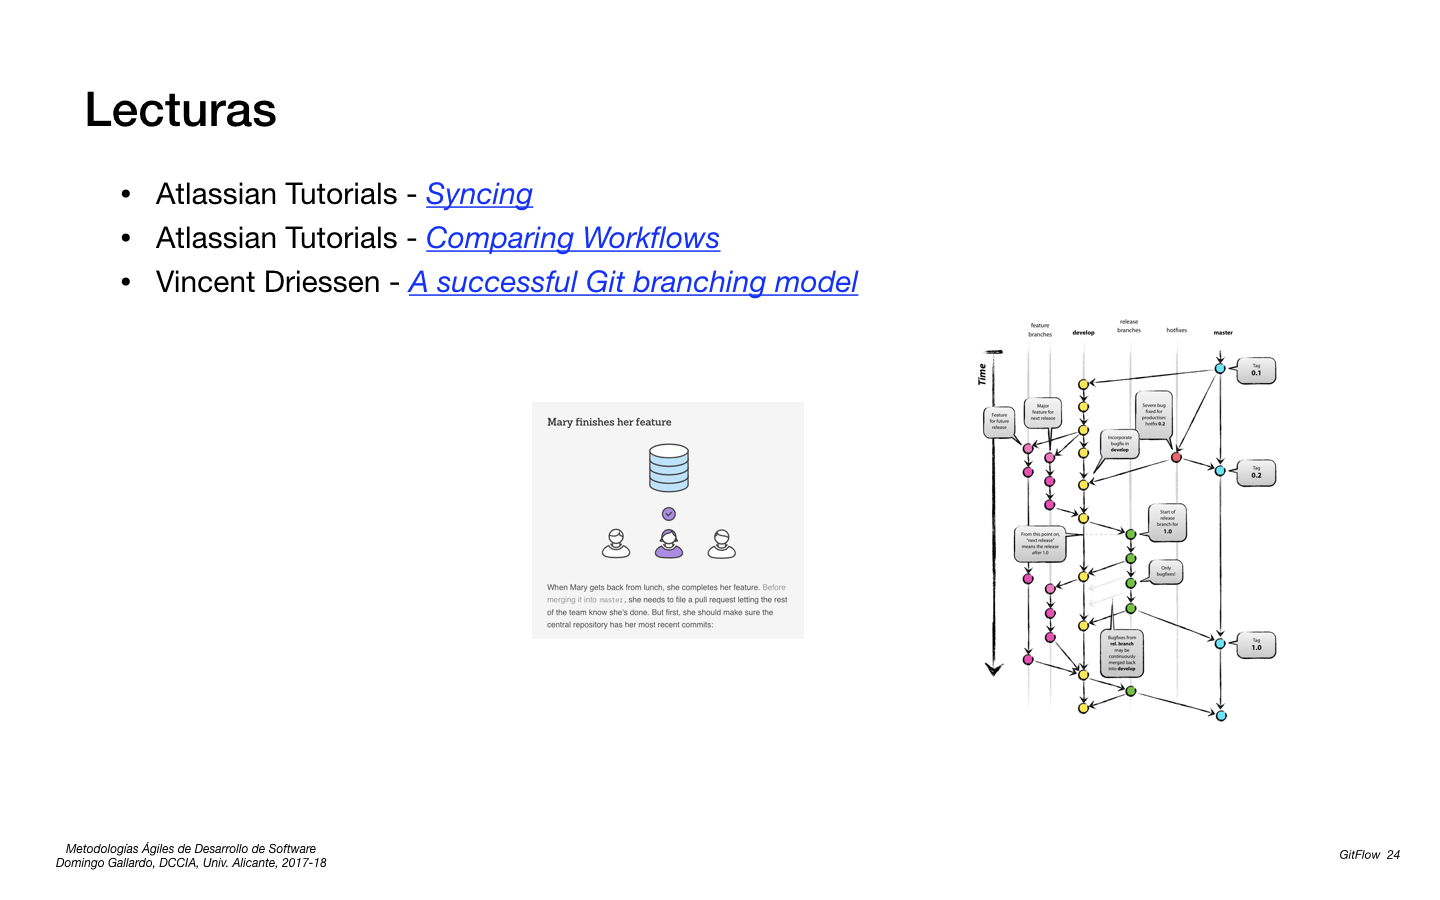 Lecturas
• Atlassian Tutorials - Syncing
• Atlassian Tutorials - Comparing Workflows
• Vincent Driessen - A successful Git branching model
Mary finishes her feature
When Mary gets back from lunch, she completes her feature. Before
merging it into master, she needs to file a pull request letting the rest
of the team know she's done. But first, she should make sure the
central repository has her most recent commits:
feature
branches
develop
release
branches
hotfixes
master
Time
Tag
0.1
Feature
for future
release
Major
feature for
next release
Severe bug
fixed for
production:
hotfix 0.2
Incorporate
bugfix in
develop
Tag
0.2
Start of
release
branch for
1.0
From this point on,
"next release"
means the release
after 1.0
Only
bugfixes!
Bugfixes from
rel. branch
may be
continuously
merged back
into develop
Tag
1.0
Metodologías Ágiles de Desarrollo de Software
Domingo Gallardo, DCCIA, Univ. Alicante, 2017-18
GitFlow 24